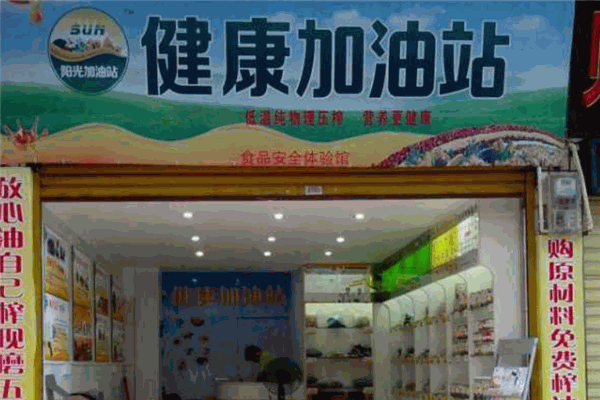 SUN
阳光加油站
健康加油站
低温纯物理压榨 营养更健康
食品安全体验馆
放心油自己榨现磨五
健康加油站
购原材料免费榨油